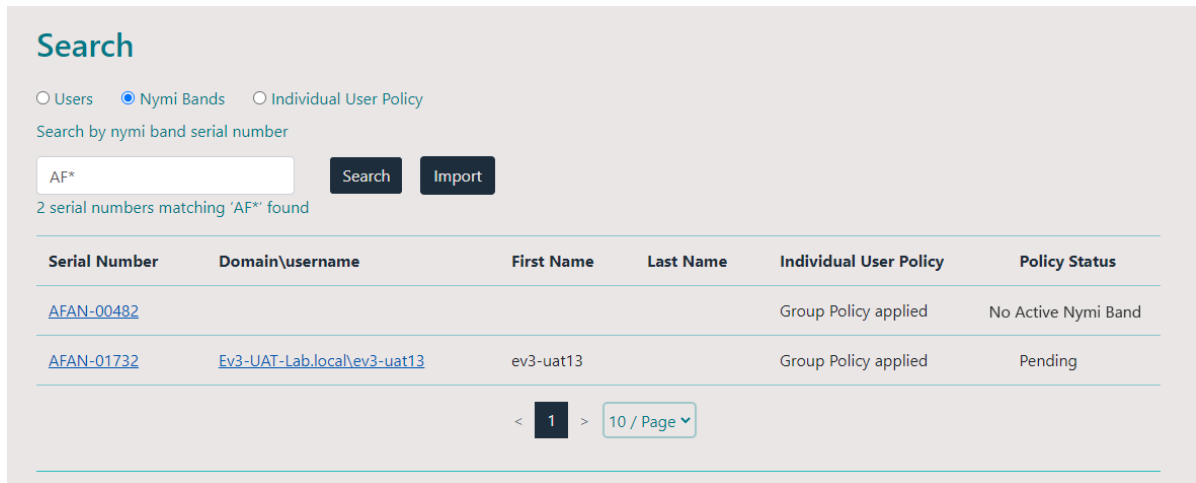 Search
Users Nymi Bands Individual User Policy
Search by nymi band serial number
AF* Search Import
2 serial numbers matching 'AF*' found
Serial Number Domain\username First Name Last Name Individual User Policy Policy Status
AFAN-00482 Group Policy applied No Active Nymi Band
AFAN-01732 Ev3-UAT-Lab.local\ev3-uat13 ev3-uat13 Group Policy applied Pending
< 1 > 10 / Page